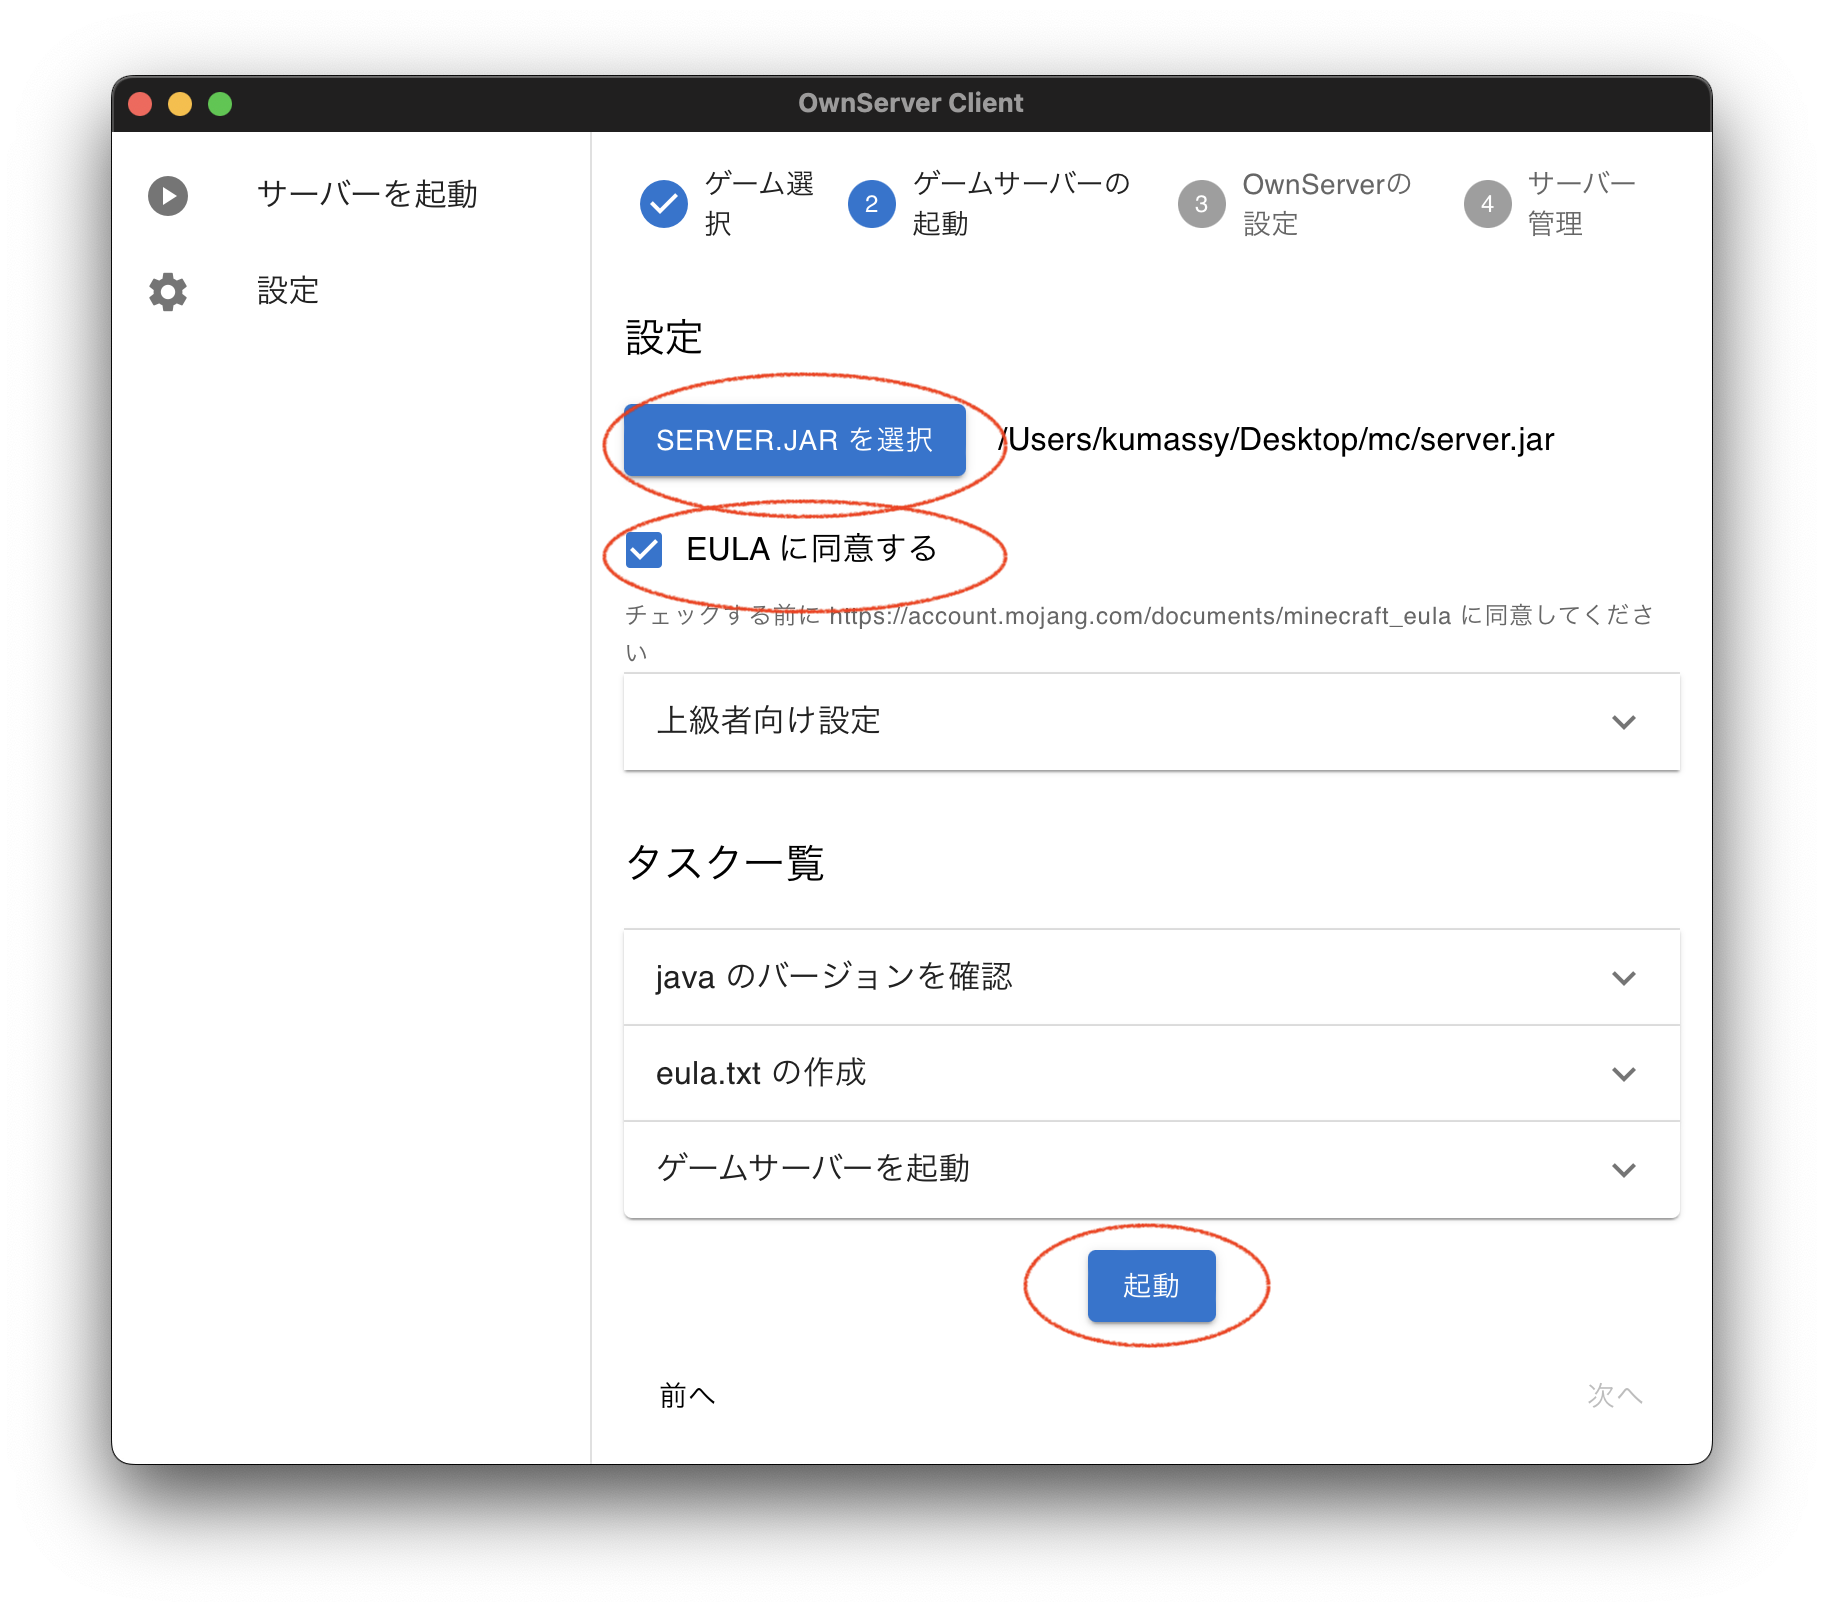 OwnServer Client
サーバーを起動
設定
ゲーム選
択
2
ゲームサーバーの
起動
3
OwnServerの
設定
4
サーバー
管理
設定
SERVER.JAR を選択
/Users/kumassy/Desktop/mc/server.jar
EULA に同意する
チェックする前に https://account.mojang.com/documents/minecraft_eula に同意してくださ
い
上級者向け設定
タスク一覧
java のバージョンを確認
eula.txt の作成
ゲームサーバーを起動
起動
前へ
次へ